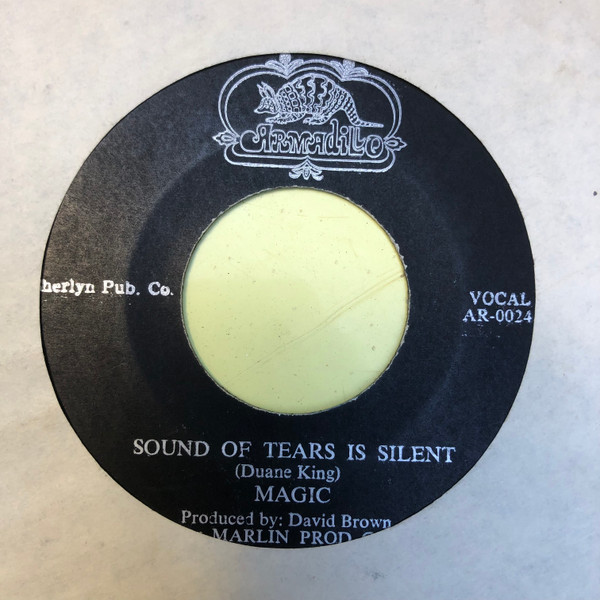 ARMADILLO
herlyn Pub. Co.
VOCAL
AR-0024
SOUND OF TEARS IS SILENT
(Duane King)
MAGIC
Produced by: David Brown
MARLIN PROD